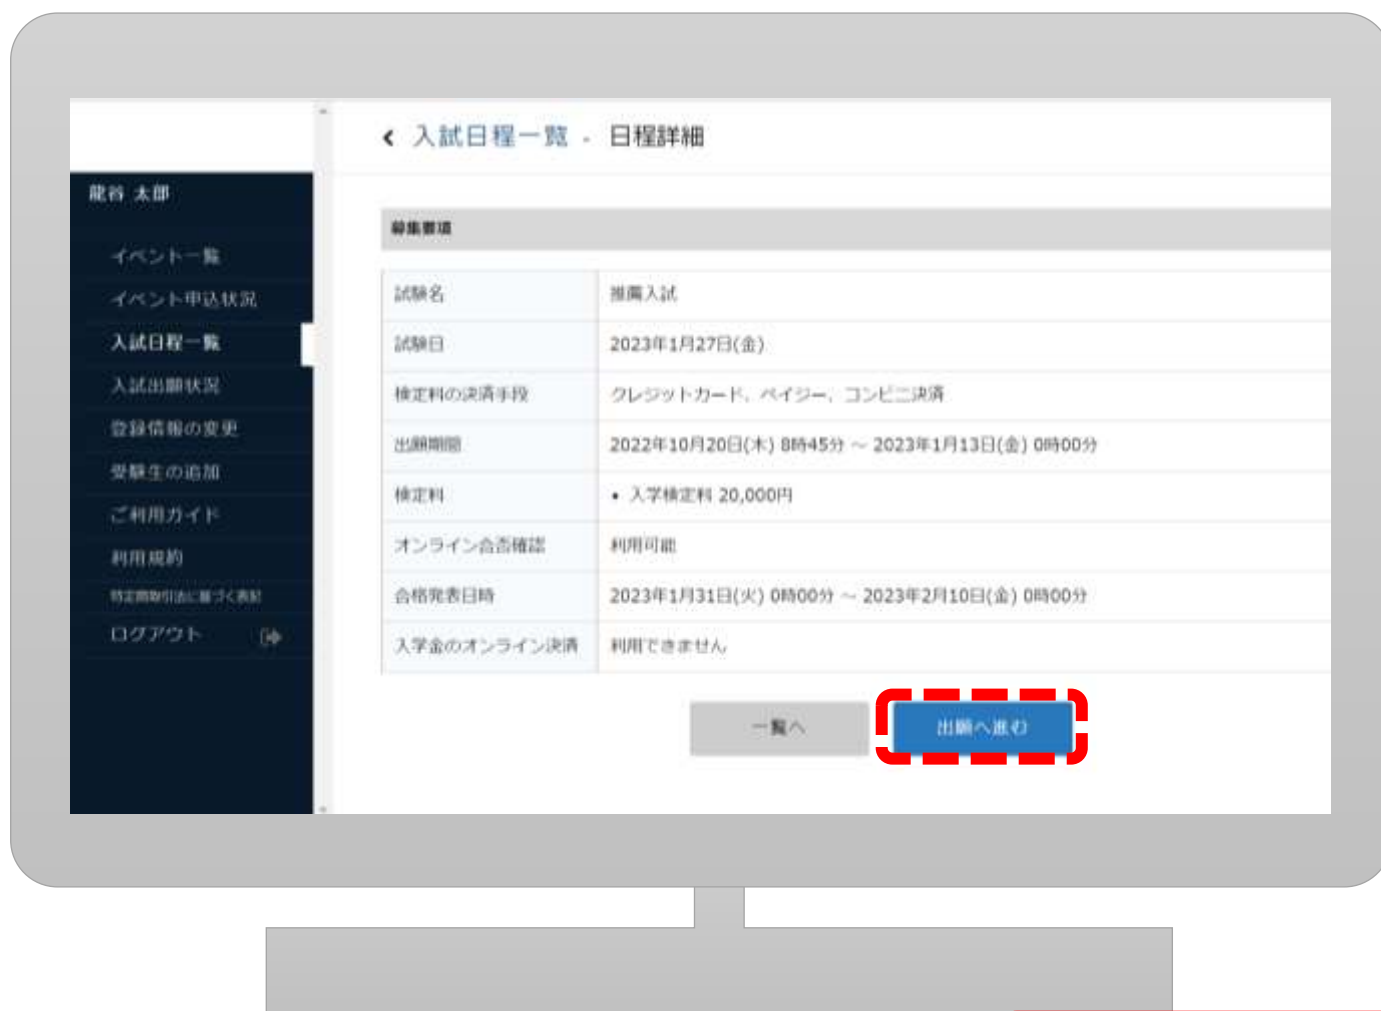 入試日程一覧 - 日程詳細
龍谷 太郎
イベント一覧
イベント申込状況
入試日程一覧
入試出願状況
登録情報の変更
受験生の追加
ご利用ガイド
利用規約
特定商取引法に基づく表記
ログアウト
募集要項
試験名 推薦入試
試験日 2023年1月27日(金)
検定料の決済手段 クレジットカード、ペイジー、コンビニ決済
出願期間 2022年10月20日(木) 8時45分 ～ 2023年1月13日(金) 0時00分
検定料 • 入学検定料 20,000円
オンライン合否確認 利用可能
合格発表日時 2023年1月31日(火) 0時00分 ～ 2023年2月10日(金) 0時00分
入学金のオンライン決済 利用できません
一覧へ 出願へ進む